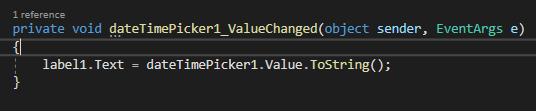 1 reference
private void dateTimePicker1_ValueChanged(object sender, EventArgs e)
{
label1.Text = dateTimePicker1.Value.ToString();
}